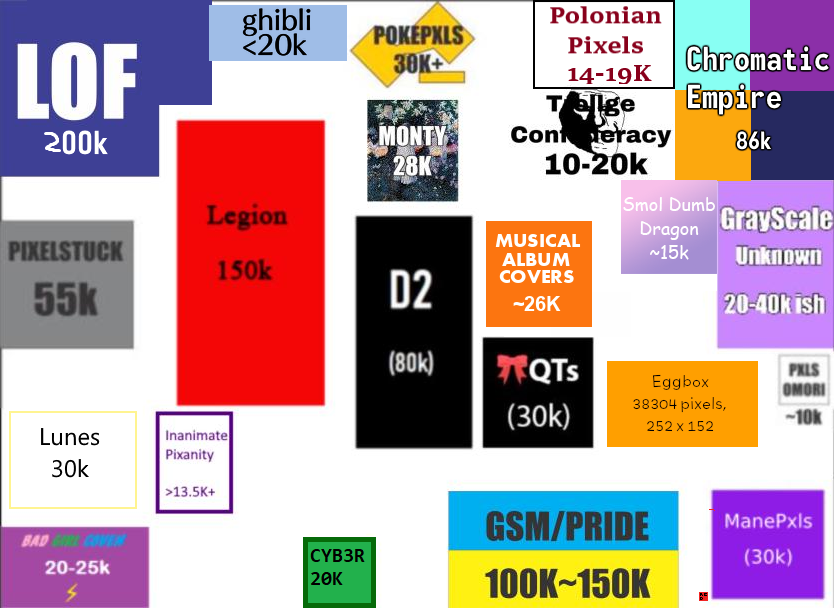 LOF
≥00k
ghibli
<20k
POKÉPXLS
30K+
Polonian
Pixels
14-19K
Chromatic
Empire
86k
MONTY
28K
Trollge
Confederacy
10-20k
Legion
150k
Smol Dumb
Dragon
~15k
GrayScale
Unknown
20-40k ish
PIXELSTUCK
55k
D2
(80k)
MUSICAL
ALBUM
COVERS
~26K
QTs
(30k)
Eggbox
38304 pixels,
252 x 152
PXLS
OMORI
~10k
Lunes
30k
Inanimate
Pixanity
>13.5K+
BAD GIRL COVEN
20-25k
CYB3R
20K
GSM/PRIDE
100K~150K
ManePxls
(30k)